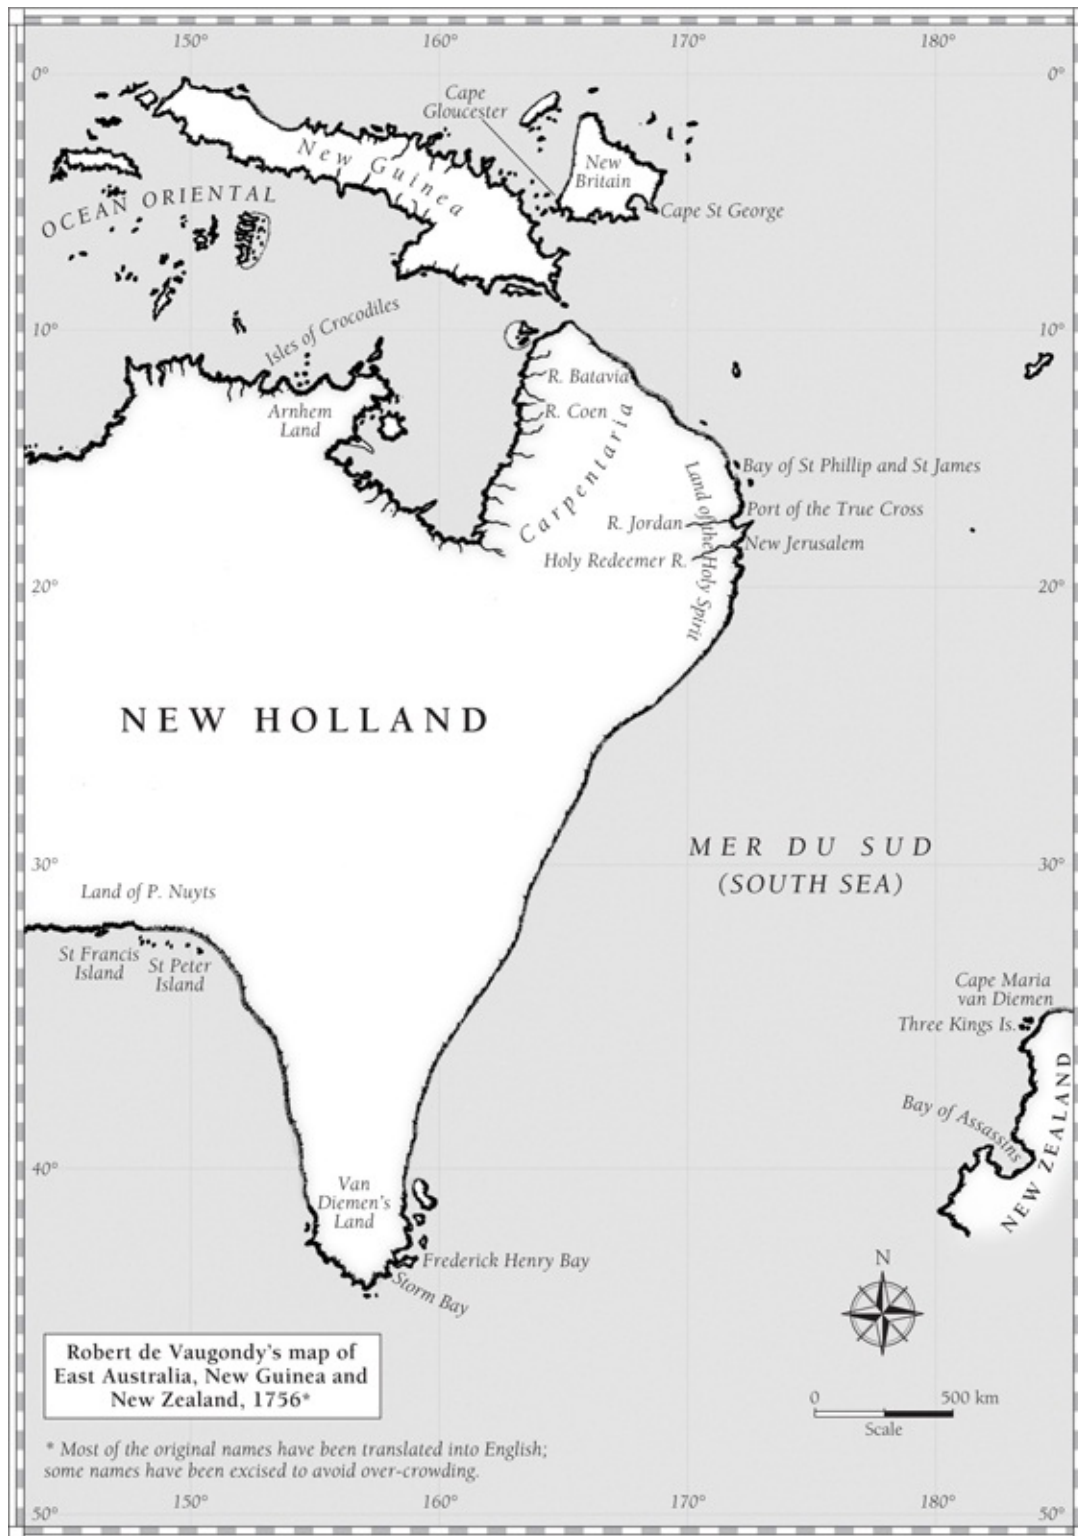 150° 160° 170° 180°
0° 0°
Cape
Gloucester
New Guinea
New
Britain
Cape St George
OCEAN ORIENTAL
10° 10°
Isles of Crocodiles
Arnhem
Land
R. Batavia
R. Coen
Carpentaria
Land of the Holy Spirit
Bay of St Phillip and St James
Port of the True Cross
R. Jordan
New Jerusalem
Holy Redeemer R.
20° 20°
NEW HOLLAND
MER DU SUD
(SOUTH SEA)
30° 30°
Land of P. Nuyts
St Francis
Island
St Peter
Island
Cape Maria
van Diemen
Three Kings Is.
Bay of Assassins
NEW ZEALAND
40°
Van
Diemen's
Land
Frederick Henry Bay
Storm Bay
N
Robert de Vaugondy's map of
East Australia, New Guinea and
New Zealand, 1756*
0 500 km
Scale
* Most of the original names have been translated into English;
some names have been excised to avoid over-crowding.
150° 160° 170° 180°
50° 50°